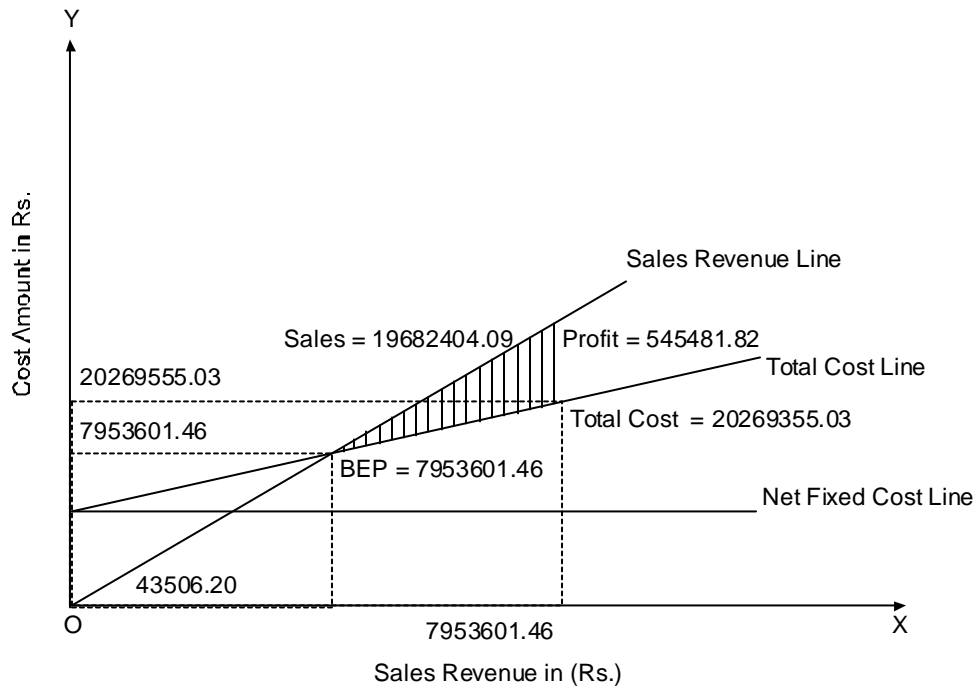 Y
Cost Amount in Rs.
Sales Revenue Line
Sales = 19682404.09
Profit = 545481.82
Total Cost Line
20269555.03
Total Cost = 20269355.03
7953601.46
BEP = 7953601.46
Net Fixed Cost Line
43506.20
O
7953601.46
X
Sales Revenue in (Rs.)